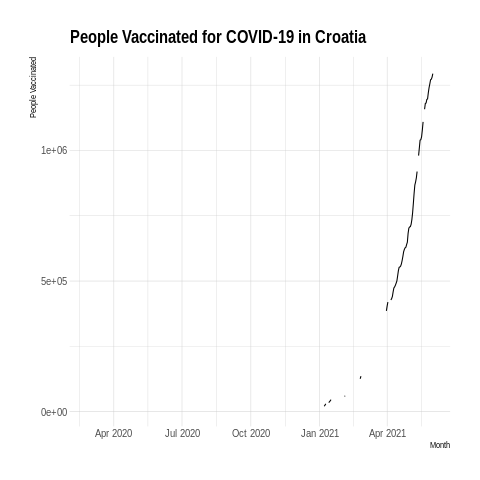 People Vaccinated for COVID-19 in Croatia
People Vaccinated
1e+06
5e+05
0e+00
Apr 2020
Jul 2020
Oct 2020
Jan 2021
Apr 2021
Month